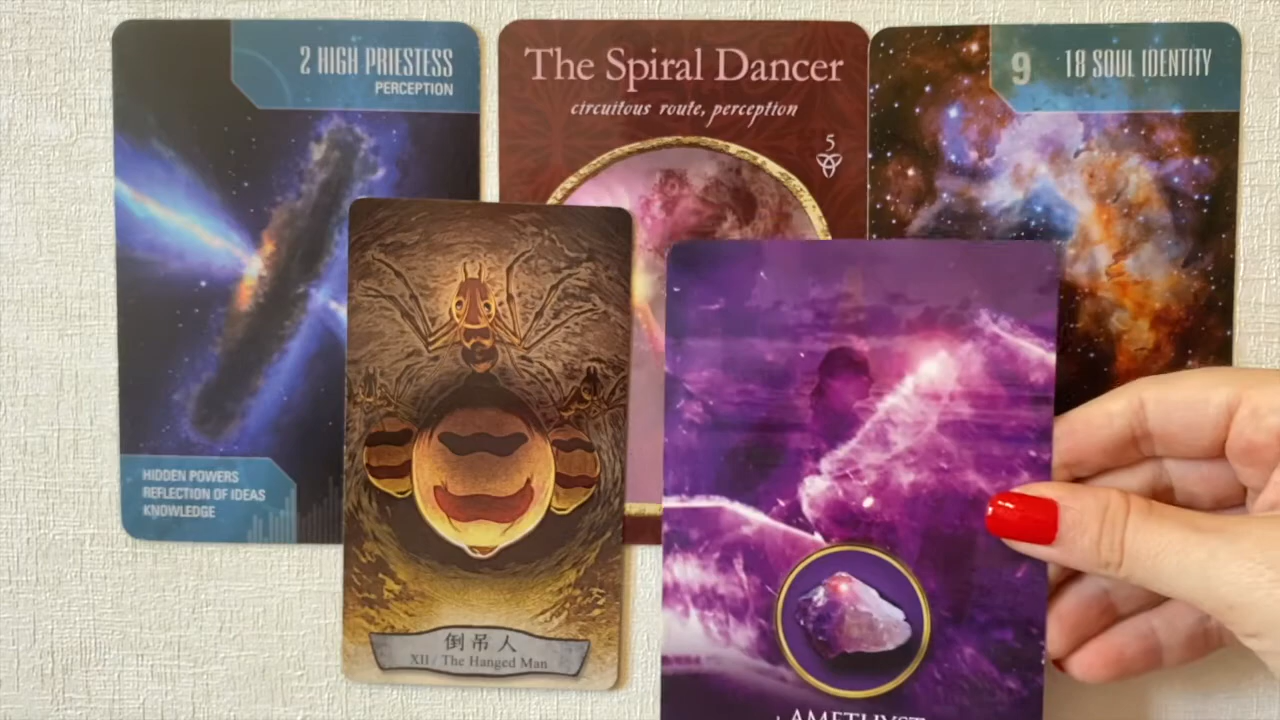 2 HIGH PRIESTESS
PERCEPTION
HIDDEN POWERS
REFLECTION OF IDEAS
KNOWLEDGE
The Spiral Dancer
circuitous route, perception
5
9 18 SOUL IDENTITY
倒吊人
XII / The Hanged Man
AMETHYST